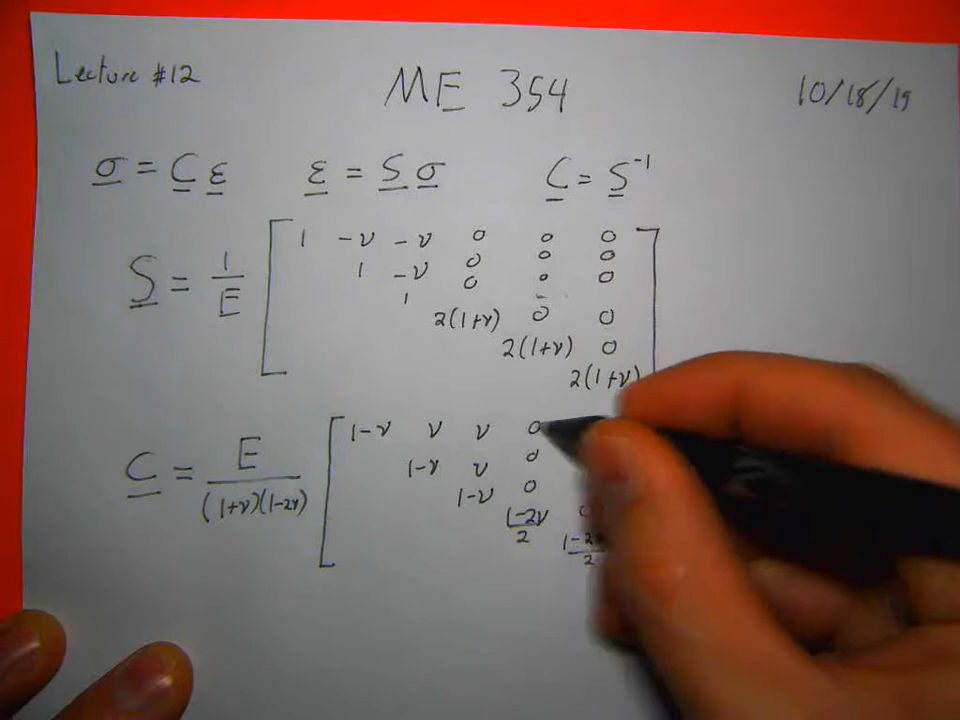 Lecture #12 ME 354 10/18/19
σ = C ε ε = S σ C = S⁻¹
S = 1/E [ 1 -ν -ν 0 0 0 ]
1 -ν 0 0 0
1 0 0 0
2(1+ν) 0 0
2(1+ν) 0
2(1+ν)
C = E/((1+ν)(1-2ν)) [ 1-ν ν ν 0
1-ν ν 0
1-ν 0
(1-2ν)/2 0